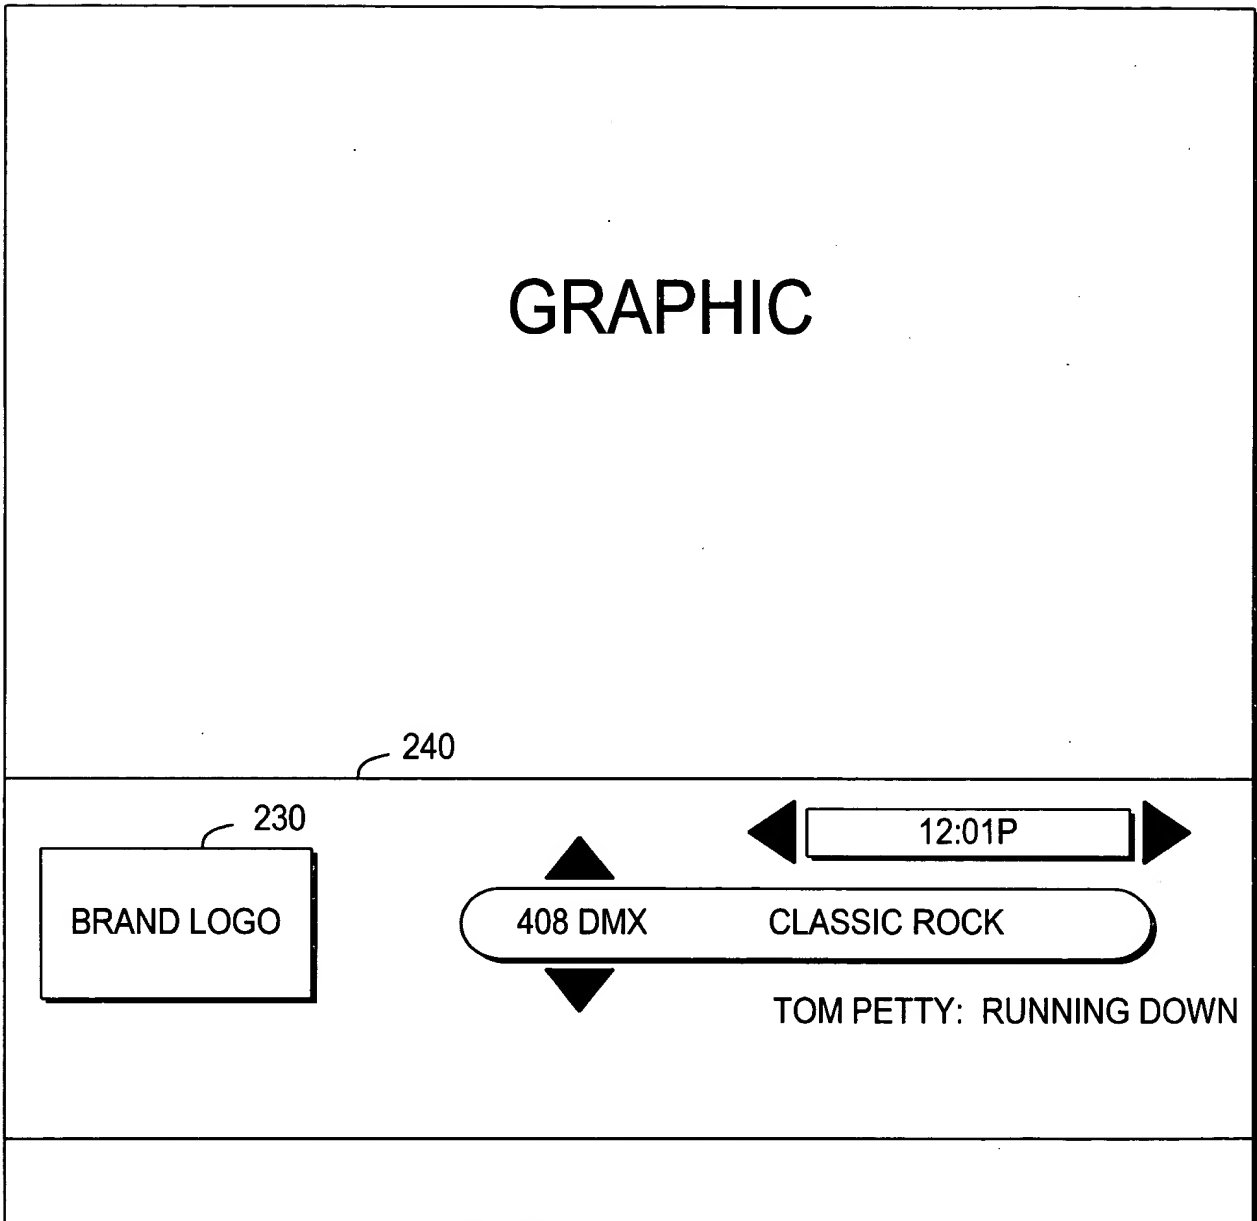 GRAPHIC
240
230
12:01P
BRAND LOGO
408 DMX CLASSIC ROCK
TOM PETTY: RUNNING DOWN